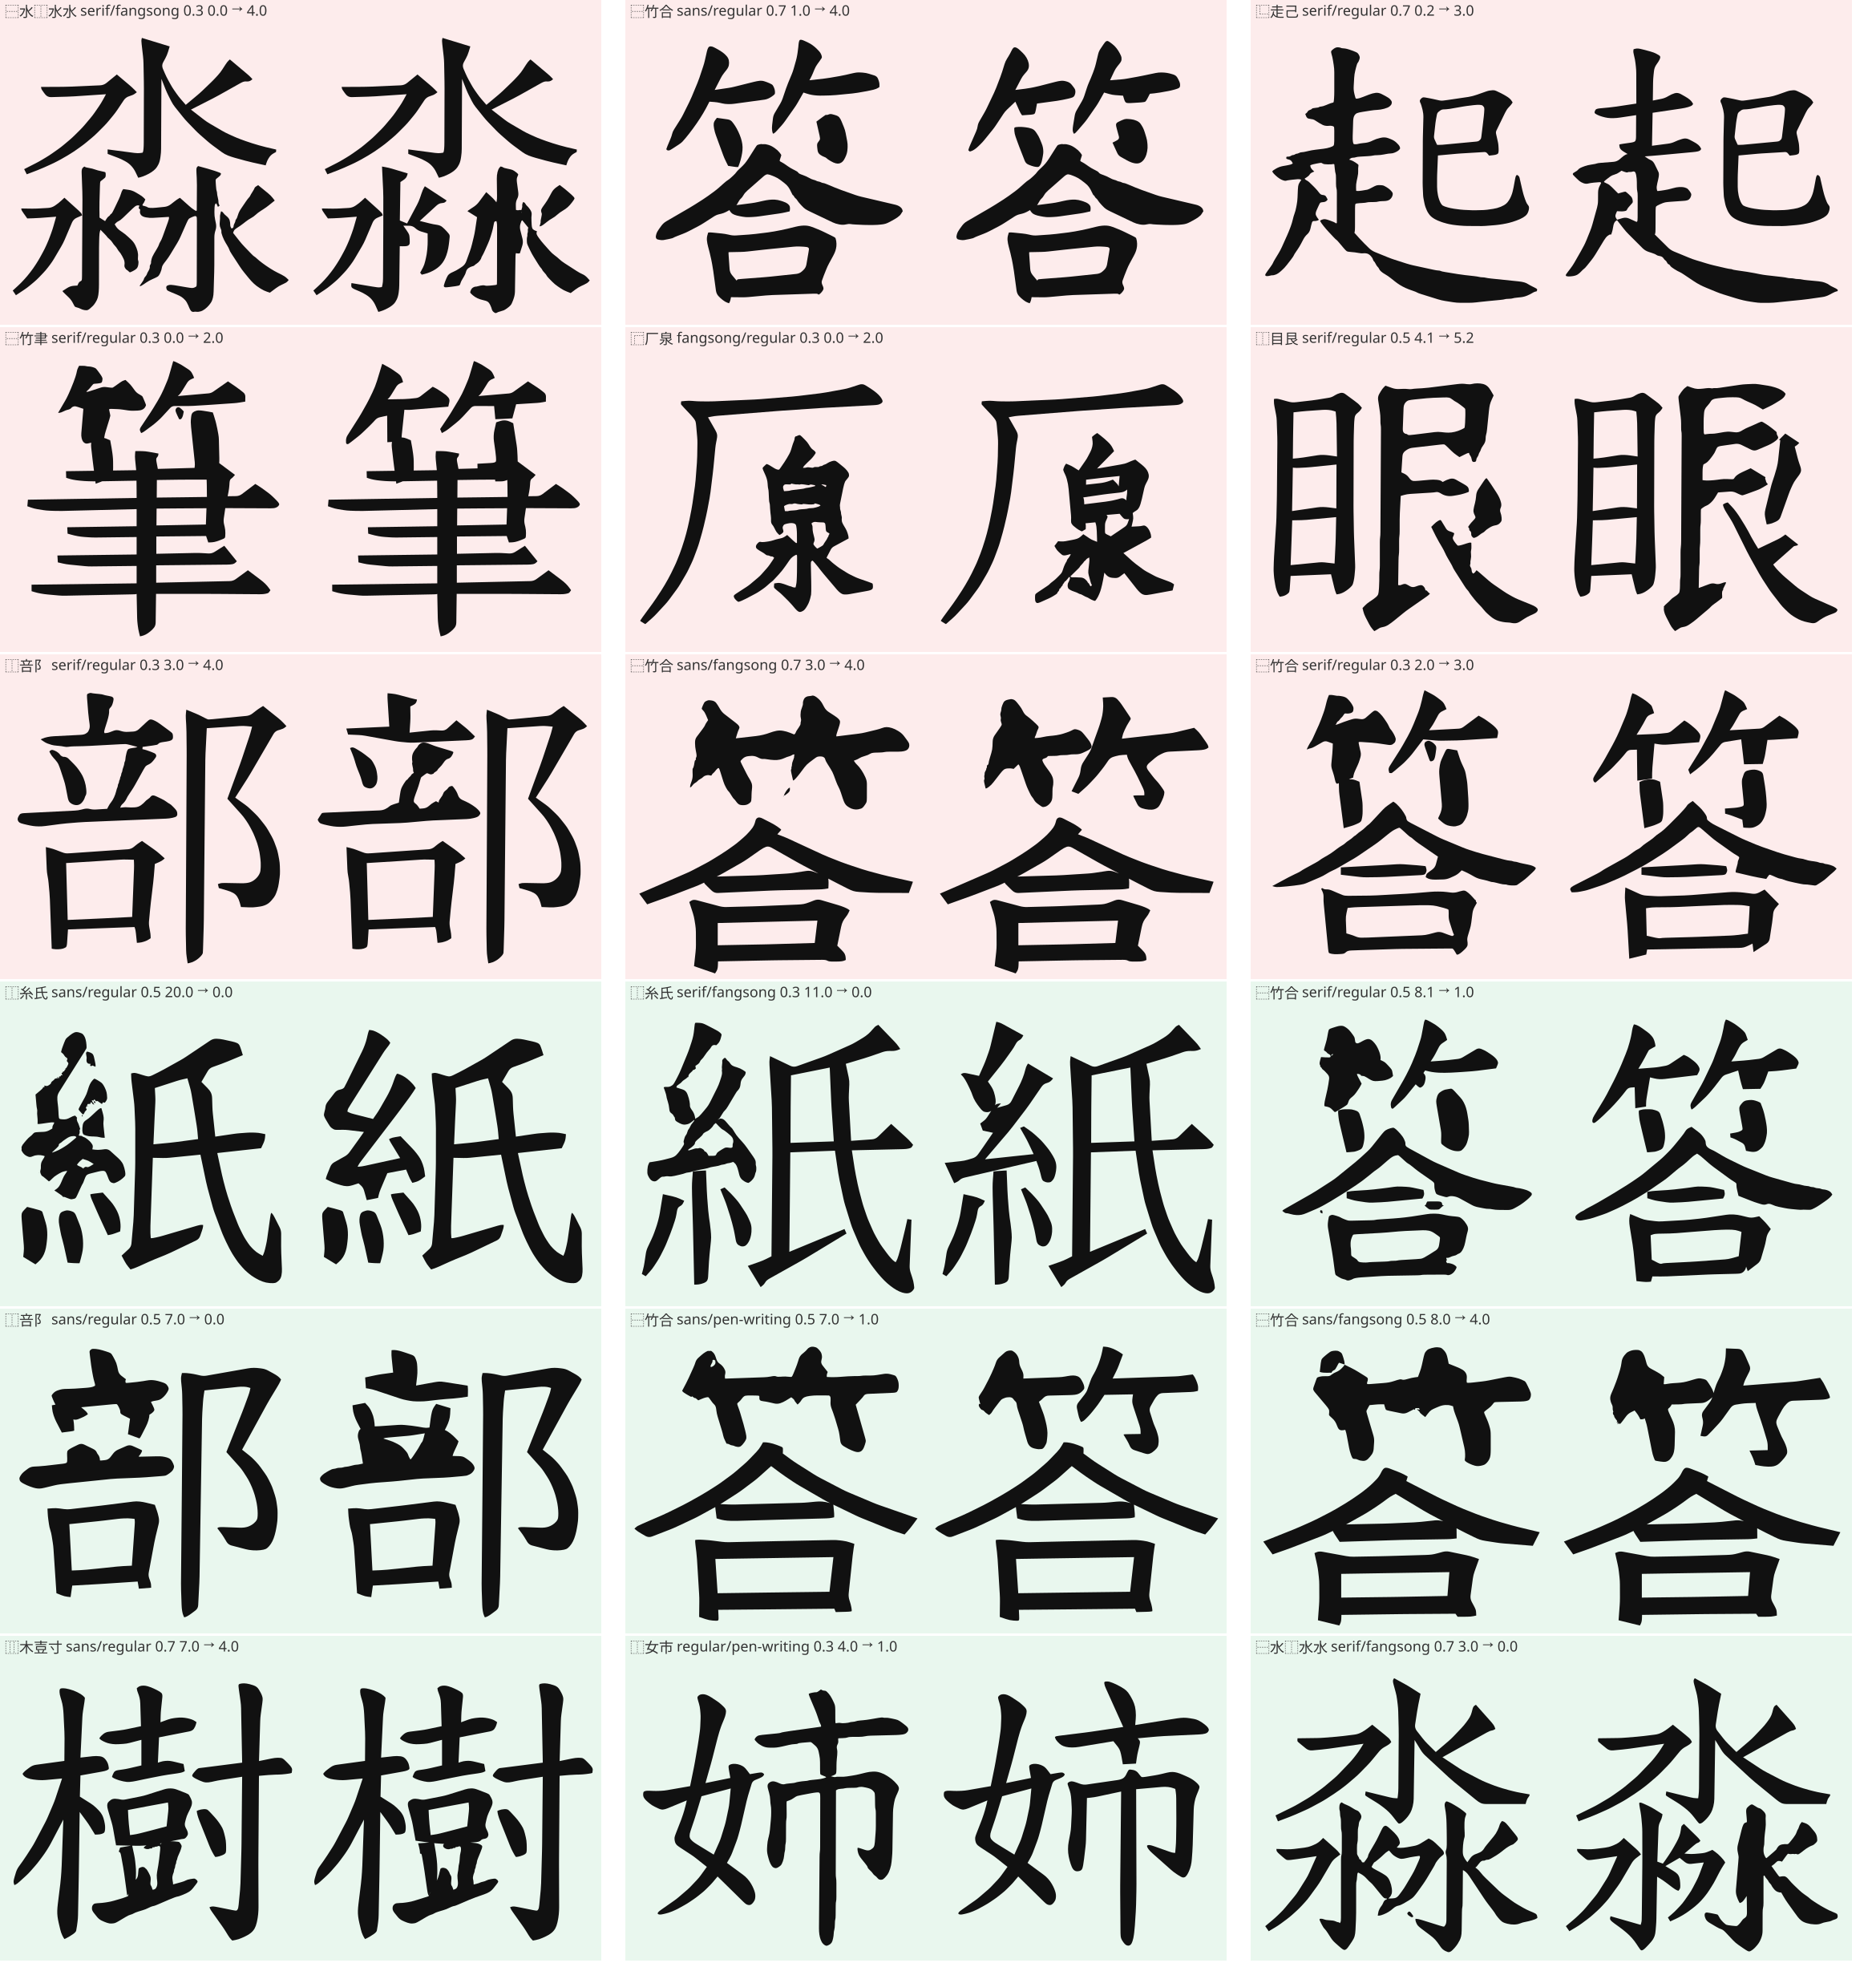 ⿱水⿰水水 serif/fangsong 0.3 0.0 → 4.0
淼 淼
⿱竹合 sans/regular 0.7 1.0 → 4.0
答 答
⿺走己 serif/regular 0.7 0.2 → 3.0
起 起
⿱竹聿 serif/regular 0.3 0.0 → 2.0
筆 筆
⿸厂泉 fangsong/regular 0.3 0.0 → 2.0
厡 厡
⿰目艮 serif/regular 0.5 4.1 → 5.2
眼 眼
⿰咅阝 serif/regular 0.3 3.0 → 4.0
部 部
⿱竹合 sans/fangsong 0.7 3.0 → 4.0
答 答
⿱竹合 serif/regular 0.3 2.0 → 3.0
答 答
⿰糸氏 sans/regular 0.5 20.0 → 0.0
紙 紙
⿰糸氏 serif/fangsong 0.3 11.0 → 0.0
紙 紙
⿱竹合 serif/regular 0.5 8.1 → 1.0
答 答
⿰咅阝 sans/regular 0.5 7.0 → 0.0
部 部
⿱竹合 sans/pen-writing 0.5 7.0 → 1.0
答 答
⿱竹合 sans/fangsong 0.5 8.0 → 4.0
答 答
⿲木壴寸 sans/regular 0.7 7.0 → 4.0
樹 樹
⿰女市 regular/pen-writing 0.3 4.0 → 1.0
姉 姉
⿱水⿰水水 serif/fangsong 0.7 3.0 → 0.0
淼 淼